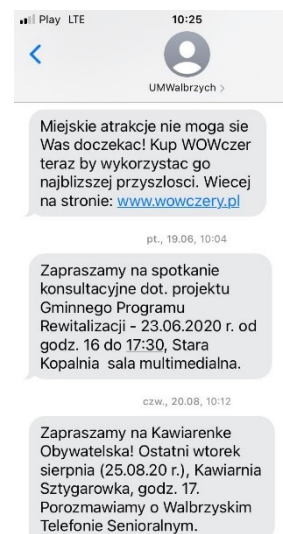 Play LTE 10:25
UMWalbrzych >
Miejskie atrakcje nie moga sie
Was doczekac! Kup WOWczer
teraz by wykorzystac go
najblizszej przyszlosci. Wiecej
na stronie: www.wowczery.pl
pt., 19.06, 10:04
Zapraszamy na spotkanie
konsultacyjne dot. projektu
Gminnego Programu
Rewitalizacji - 23.06.2020 r. od
godz. 16 do 17:30, Stara
Kopalnia sala multimedialna.
czw., 20.08, 10:12
Zapraszamy na Kawiarenke
Obywatelska! Ostatni wtorek
sierpnia (25.08.20 r.), Kawiarnia
Sztygarowka, godz. 17.
Porozmawiamy o Walbrzyskim
Telefonie Senioralnym.